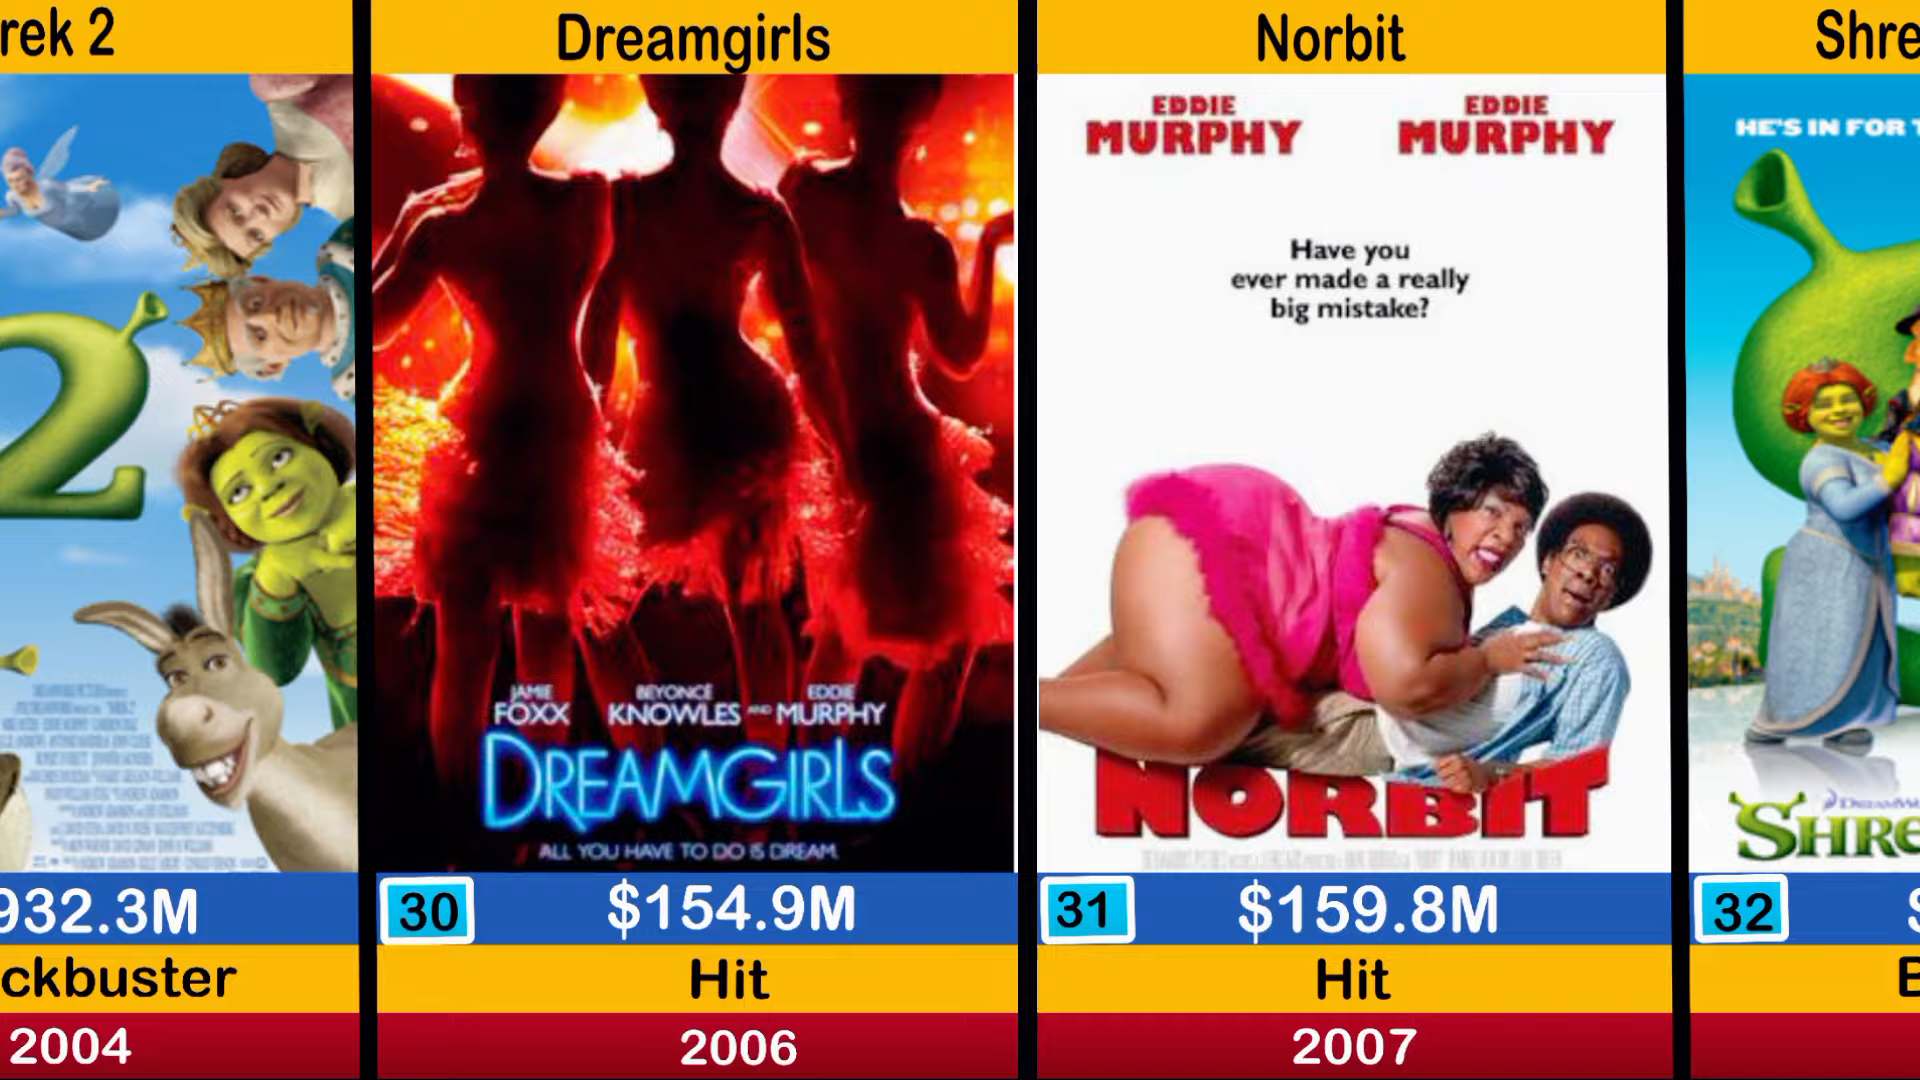 rek 2
932.3M
ckbuster
2004
Dreamgirls
JAMIE FOXX BEYONCÉ KNOWLES AND EDDIE MURPHY
DREAMGIRLS
ALL YOU HAVE TO DO IS DREAM.
30
$154.9M
Hit
2006
Norbit
EDDIE MURPHY
EDDIE MURPHY
Have you
ever made a really
big mistake?
NORBIT
31
$159.8M
Hit
2007
Shre
HE'S IN FOR T
SHRE
32